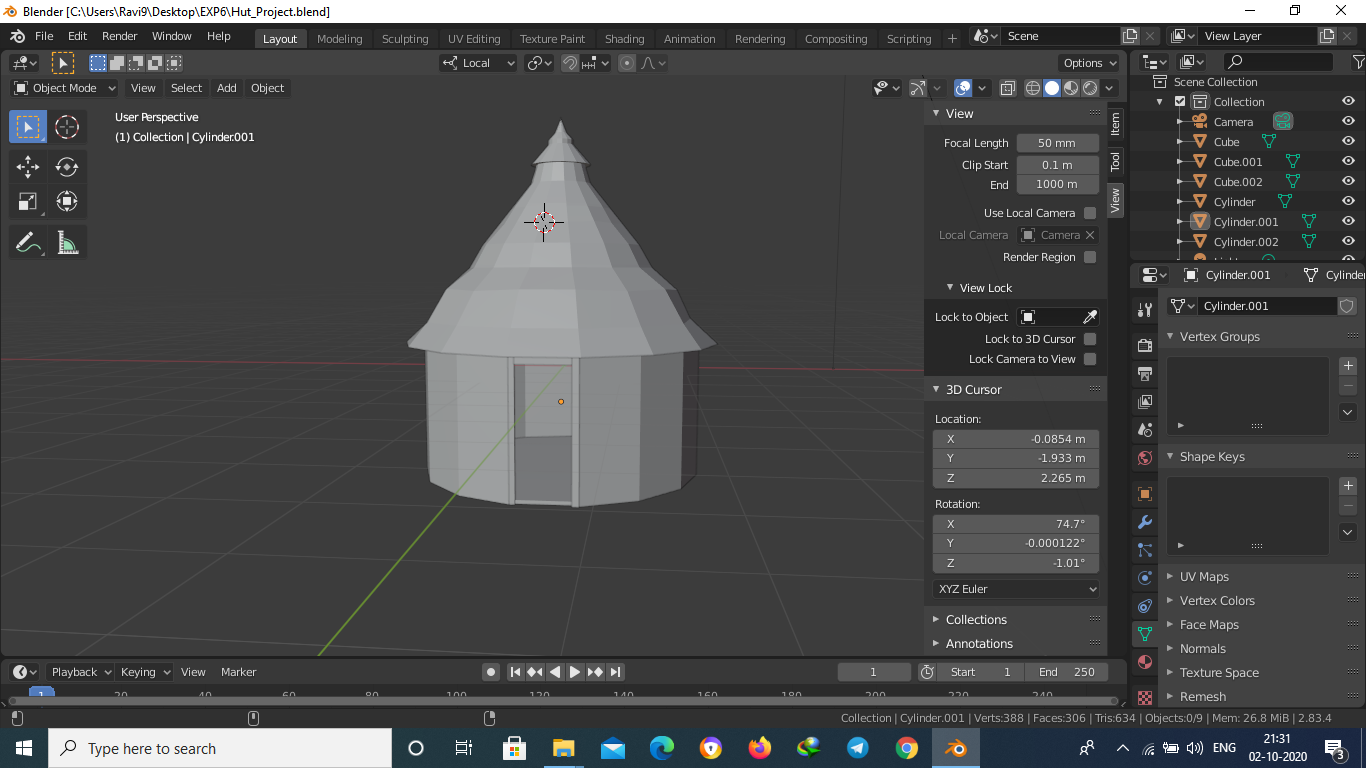 Blender [C:\Users\Ravi9\Desktop\EXP6\Hut_Project.blend]
File Edit Render Window Help Layout Modeling Sculpting UV Editing Texture Paint Shading Animation Rendering Compositing Scripting + Scene View Layer
Local Options
Object Mode View Select Add Object
User Perspective
(1) Collection | Cylinder.001
View
Focal Length 50 mm
Clip Start 0.1 m
End 1000 m
Use Local Camera
Local Camera Camera
Render Region
View Lock
Lock to Object
Lock to 3D Cursor
Lock Camera to View
3D Cursor
Location:
X -0.0854 m
Y -1.933 m
Z 2.265 m
Rotation:
X 74.7°
Y -0.000122°
Z -1.01°
XYZ Euler
Collections
Annotations
Item
Tool
View
Scene Collection
Collection
Camera
Cube
Cube.001
Cube.002
Cylinder
Cylinder.001
Cylinder.002
Cylinder.001 Cylinde
Cylinder.001
Vertex Groups
Shape Keys
UV Maps
Vertex Colors
Face Maps
Normals
Texture Space
Remesh
Playback Keying View Marker 1 Start 1 End 250
1 20 40 60 80 100 120 140 160 180 200 220 240
Collection | Cylinder.001 | Verts:388 | Faces:306 | Tris:634 | Objects:0/9 | Mem: 26.8 MiB | 2.83.4
Type here to search
ENG
21:31
02-10-2020
3